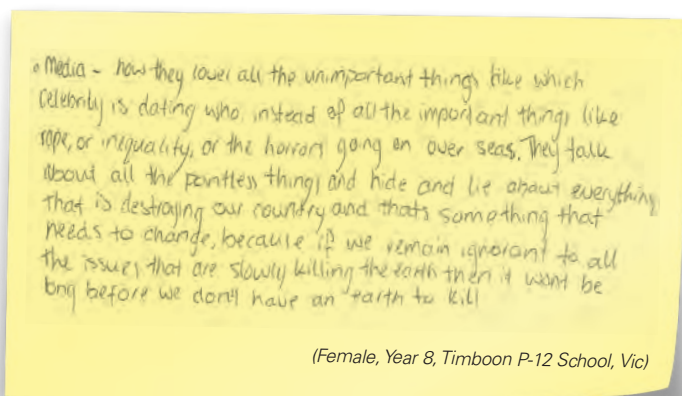 • Media - how they cover all the unimportant things like which
celebrity is dating who, instead of all the important things like
rape, or inequality, or the horrors going on over seas. They talk
about all the pointless things and hide and lie about everything
that is destroying our country and thats something that
needs to change, because if we remain ignorant to all
the issues that are slowly killing the earth then it wont be
long before we don't have an earth to kill
(Female, Year 8, Timboon P-12 School, Vic)